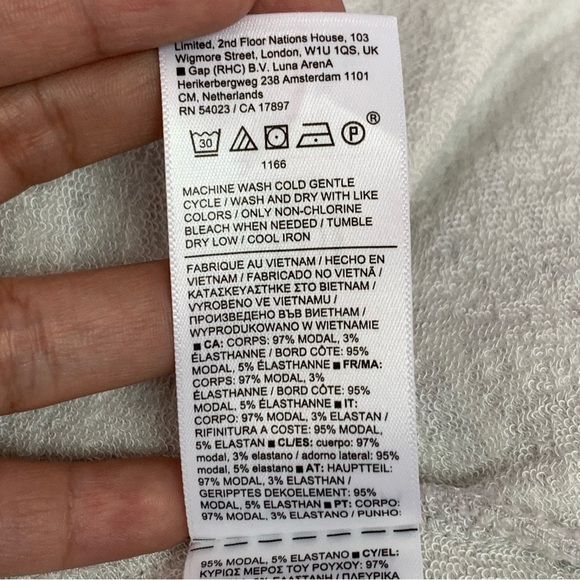 Limited, 2nd Floor Nations House, 103
Wigmore Street, London, W1U 1QS, UK
■ Gap (RHC) B.V. Luna ArenA
Herikerbergweg 238 Amsterdam 1101
CM, Netherlands
RN 54023 / CA 17897
30 P ®
1166
MACHINE WASH COLD GENTLE
CYCLE / WASH AND DRY WITH LIKE
COLORS / ONLY NON-CHLORINE
BLEACH WHEN NEEDED / TUMBLE
DRY LOW / COOL IRON
FABRIQUÉ AU VIETNAM / HECHO EN
VIETNAM / FABRICADO NO VIETNÃ /
ΚΑΤΑΣΚΕΥΑΣΤΗΚΕ ΣΤΟ ΒΙΕΤΝΑΜ /
VYROBENO VE VIETNAMU /
ПРОИЗВЕДЕНО ВЪВ ВИЕТНАМ /
WYPRODUKOWANO W WIETNAMIE
■ CA: CORPS: 97% MODAL, 3%
ÉLASTHANNE / BORD CÔTE: 95%
MODAL, 5% ÉLASTHANNE ■ FR/MA:
CORPS: 97% MODAL, 3%
ÉLASTHANNE / BORD CÔTE: 95%
MODAL, 5% ÉLASTHANNE ■ IT:
CORPO: 97% MODAL, 3% ELASTAN /
RIFINITURA A COSTE: 95% MODAL,
5% ELASTAN ■ CL/ES: cuerpo: 97%
modal, 3% elastano / adorno lateral: 95%
modal, 5% elastano ■ AT: HAUPTTEIL:
97% MODAL, 3% ELASTHAN /
GERIPPTES DEKOELEMENT: 95%
MODAL, 5% ELASTHAN ■ PT: CORPO:
97% MODAL, 3% ELASTANO / PUNHO:
95% MODAL, 5% ELASTANO ■ CY/EL:
ΚΥΡΙΩΣ ΜΕΡΟΣ ΤΟΥ ΡΟΥΧΟΥ: 97%